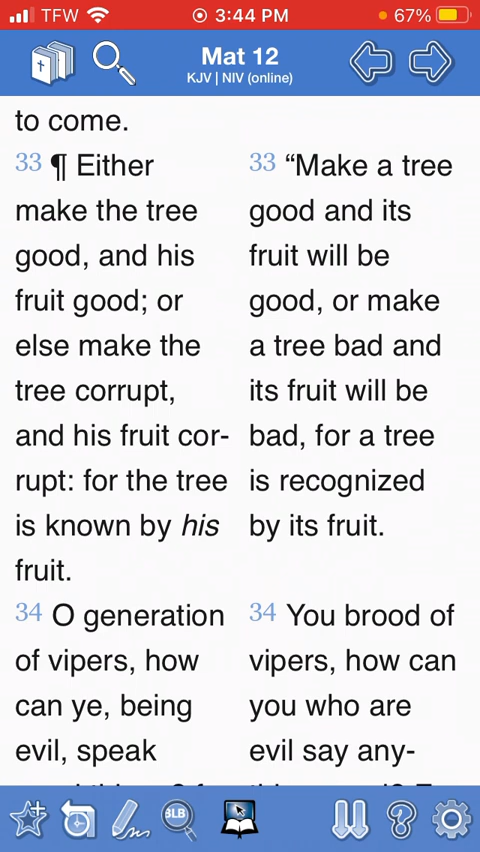 TFW 3:44 PM 67%
Mat 12
KJV | NIV (online)
to come.
33 ¶ Either
make the tree
good, and his
fruit good; or
else make the
tree corrupt,
and his fruit cor-
rupt: for the tree
is known by his
fruit.
34 O generation
of vipers, how
can ye, being
evil, speak
33 “Make a tree
good and its
fruit will be
good, or make
a tree bad and
its fruit will be
bad, for a tree
is recognized
by its fruit.
34 You brood of
vipers, how can
you who are
evil say any-
BLB